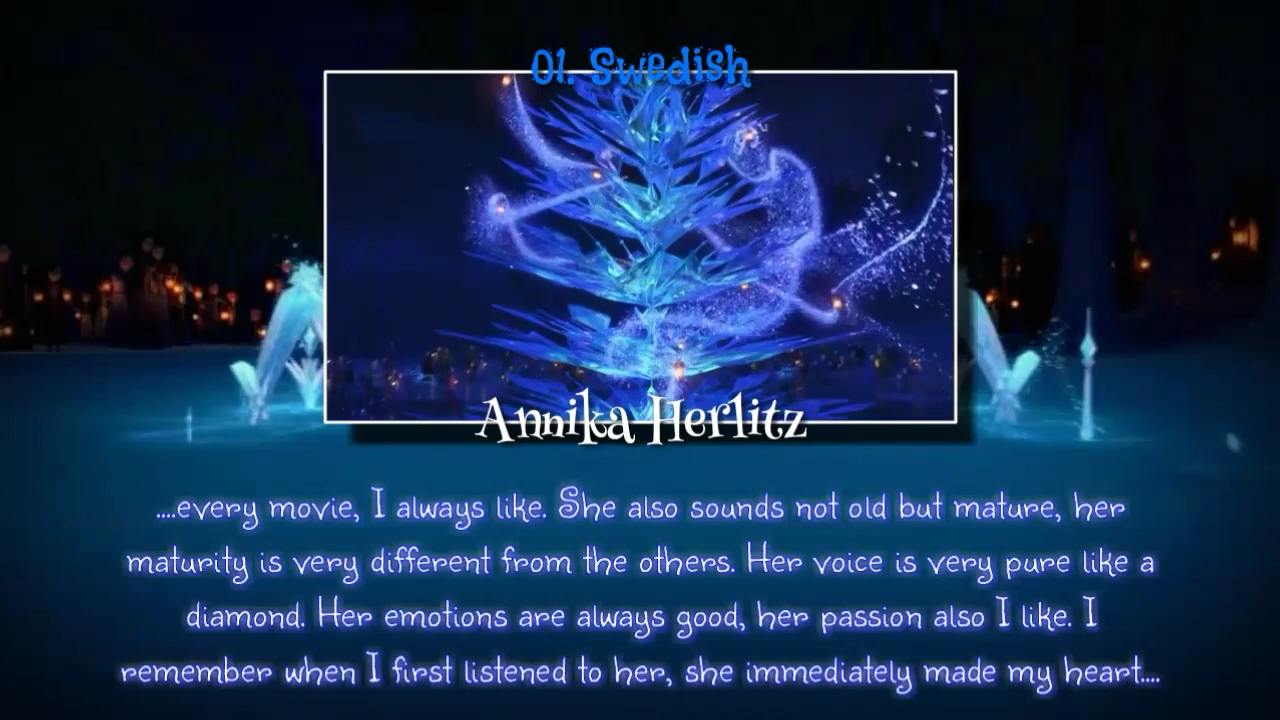 01. Swedish
Annika Herlitz
....every movie, I always like. She also sounds not old but mature, her
maturity is very different from the others. Her voice is very pure like a
diamond. Her emotions are always good, her passion also I like. I
remember when I first listened to her, she immediately made my heart....